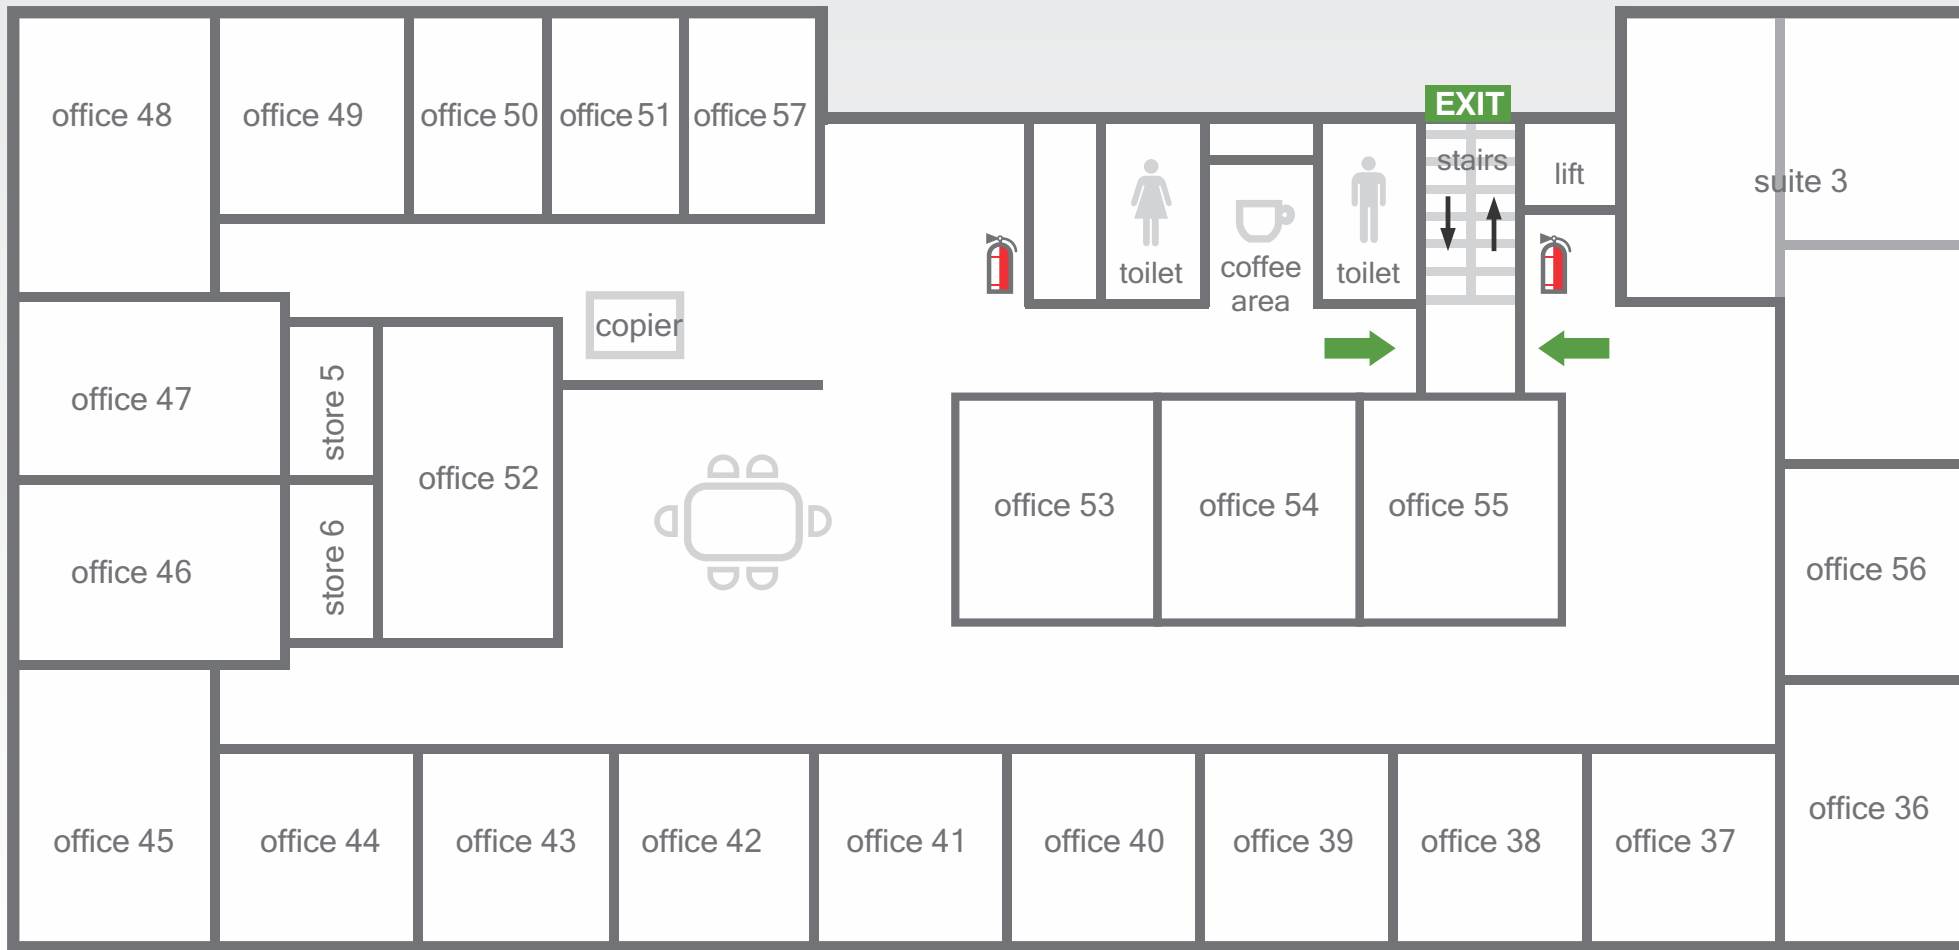 EXIT
office 48
office 49
office 50
office 51
office 57
stairs
lift
suite 3
toilet
coffee
area
toilet
copier
office 47
store 5
office 52
office 53
office 54
office 55
office 46
store 6
office 56
office 45
office 44
office 43
office 42
office 41
office 40
office 39
office 38
office 37
office 36